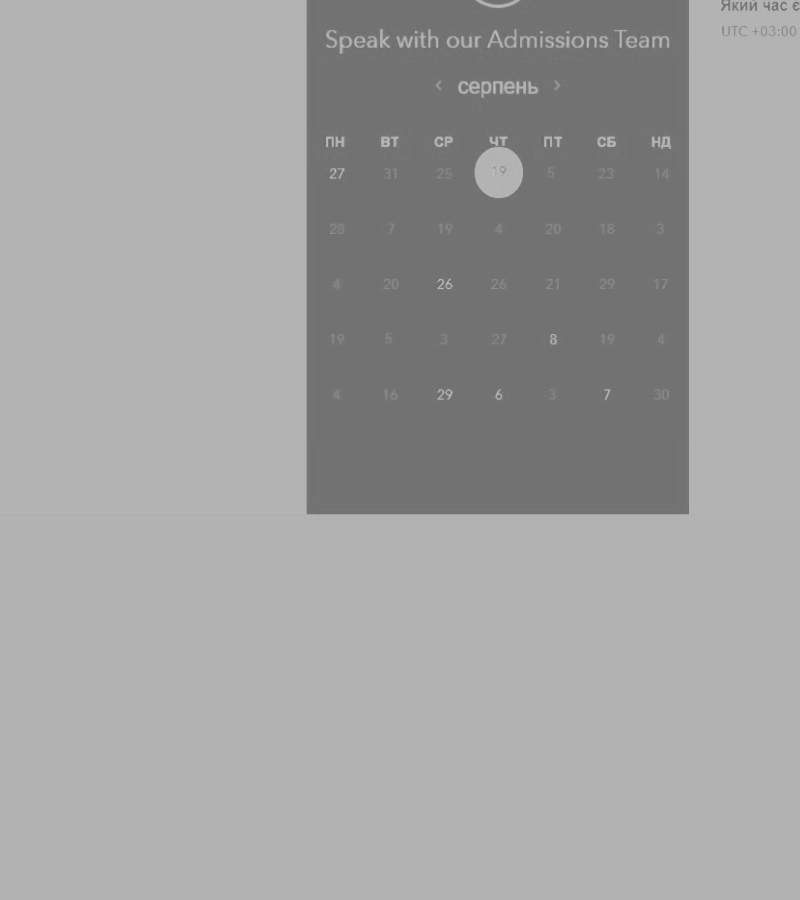 Який час є
UTC +03:00
Speak with our Admissions Team
‹ серпень ›
ПН ВТ СР ЧТ ПТ СБ НД
27 31 25 19 5 23 14
28 7 19 4 20 18 3
4 20 26 26 21 29 17
19 5 3 27 8 19 4
4 16 29 6 3 7 30